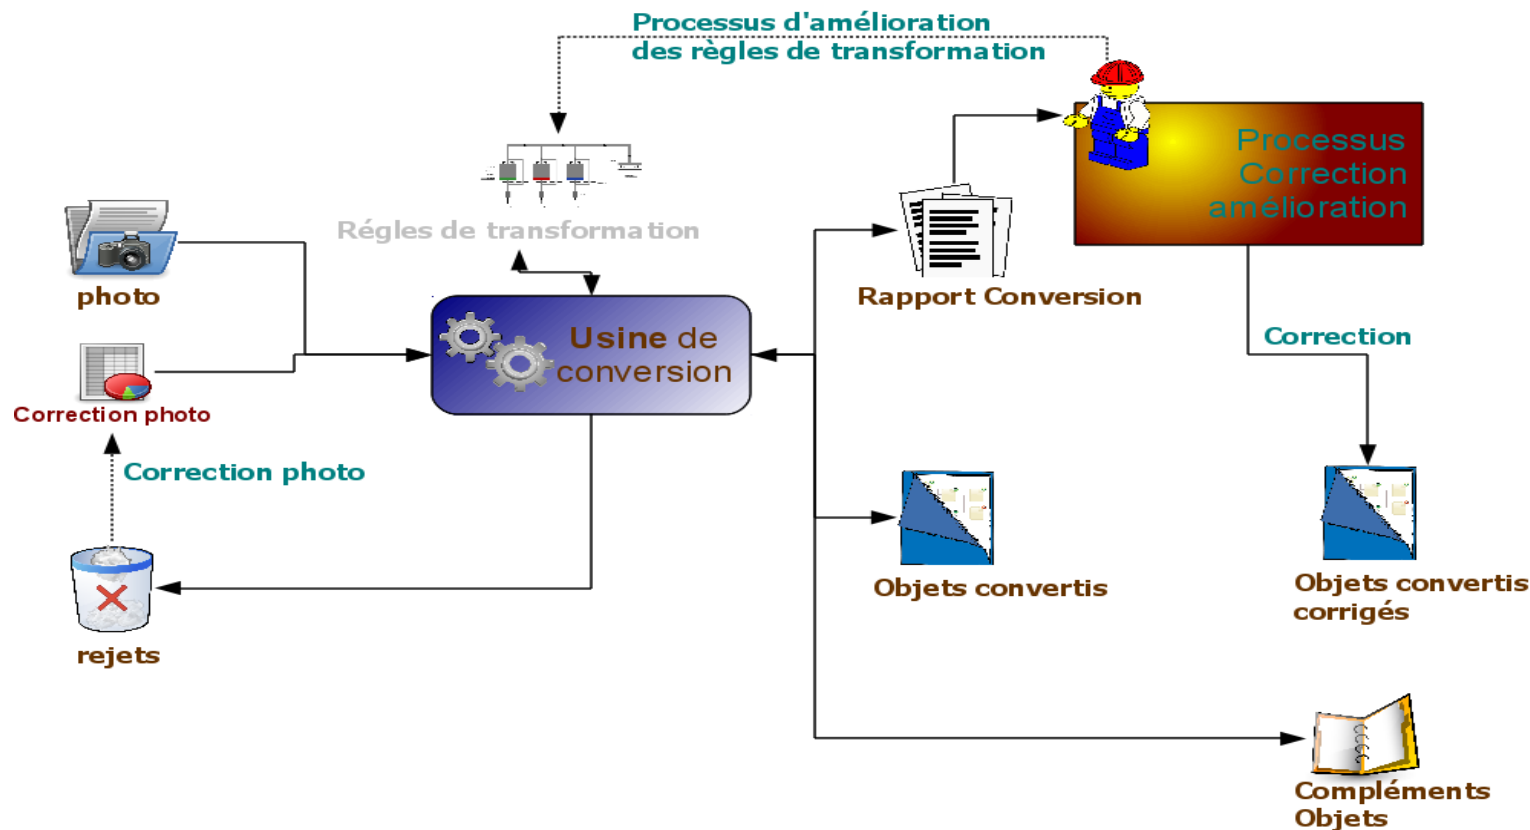 Processus d'amélioration
des règles de transformation
Processus
Correction
amélioration
Régles de transformation
photo
Rapport Conversion
Usine de
conversion
Correction
Correction photo
Correction photo
Objets convertis
Objets convertis
corrigés
rejets
Compléments
Objets